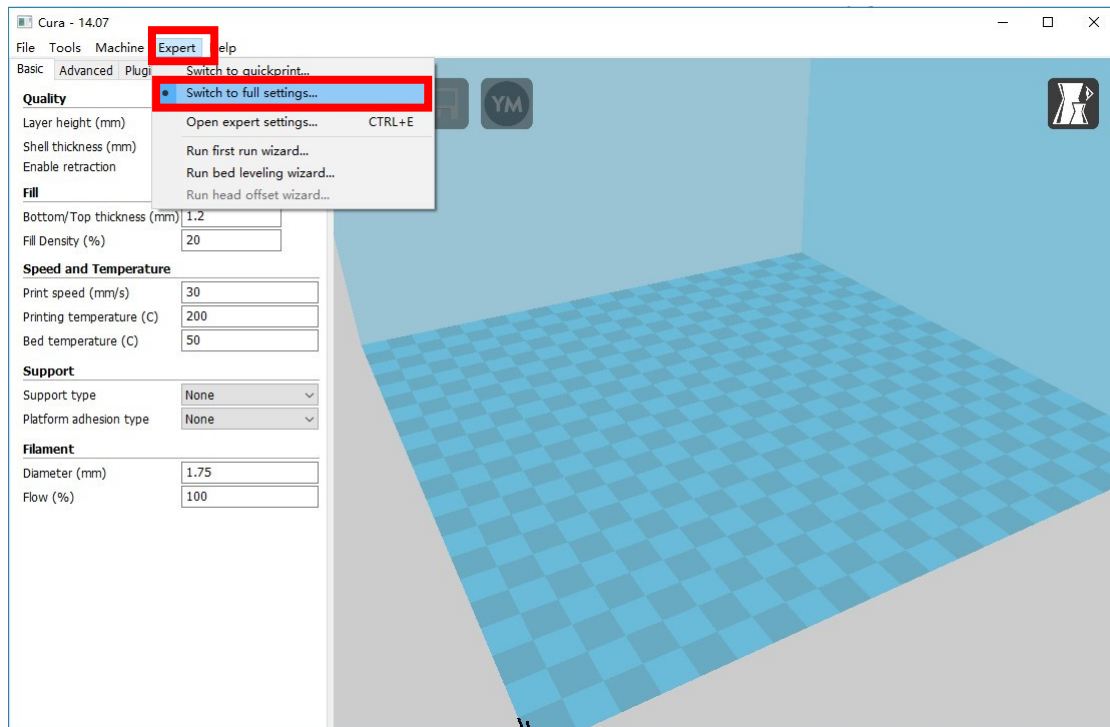 Cura - 14.07
File Tools Machine Expert elp
Basic Advanced Plugi
Switch to quickprint...
Switch to full settings...
Open expert settings... CTRL+E
Run first run wizard...
Run bed leveling wizard...
Run head offset wizard...
YM
Quality
Layer height (mm)
Shell thickness (mm)
Enable retraction
Fill
Bottom/Top thickness (mm) 1.2
Fill Density (%) 20
Speed and Temperature
Print speed (mm/s) 30
Printing temperature (C) 200
Bed temperature (C) 50
Support
Support type None
Platform adhesion type None
Filament
Diameter (mm) 1.75
Flow (%) 100